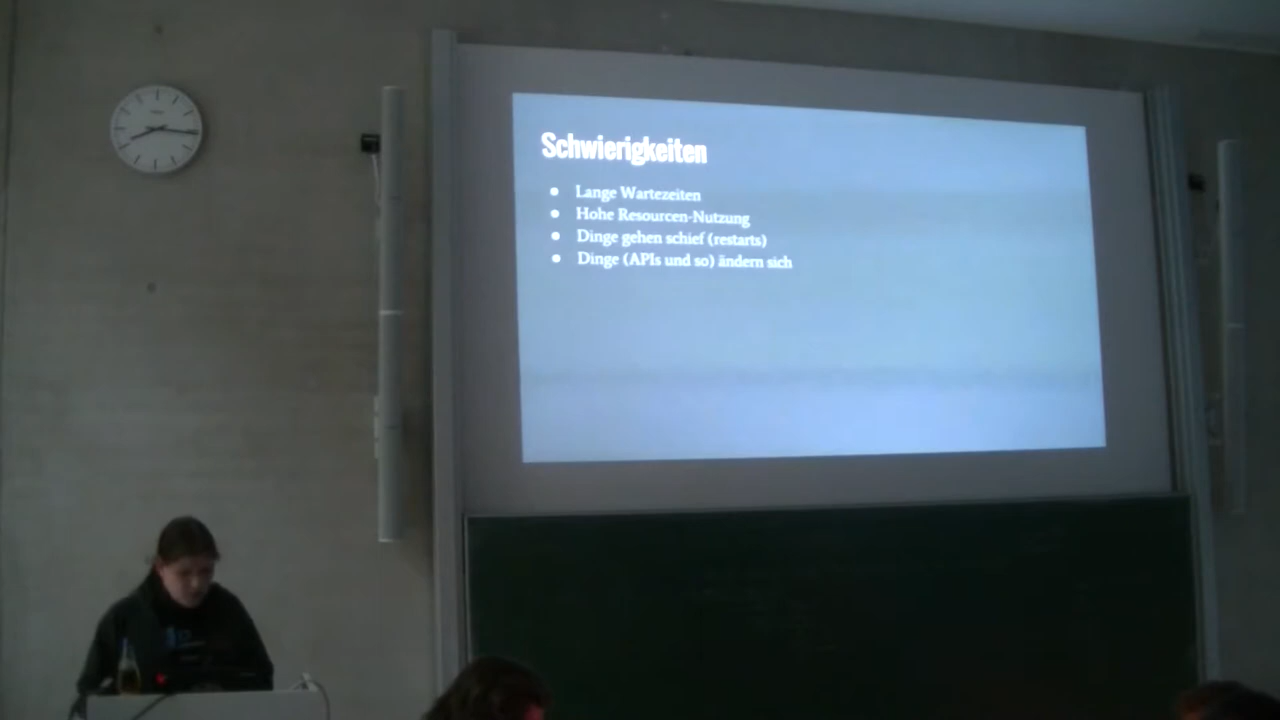 Schwierigkeiten
Lange Wartezeiten
Hohe Resourcen-Nutzung
Dinge gehen schief (restarts)
Dinge (APIs und so) ändern sich